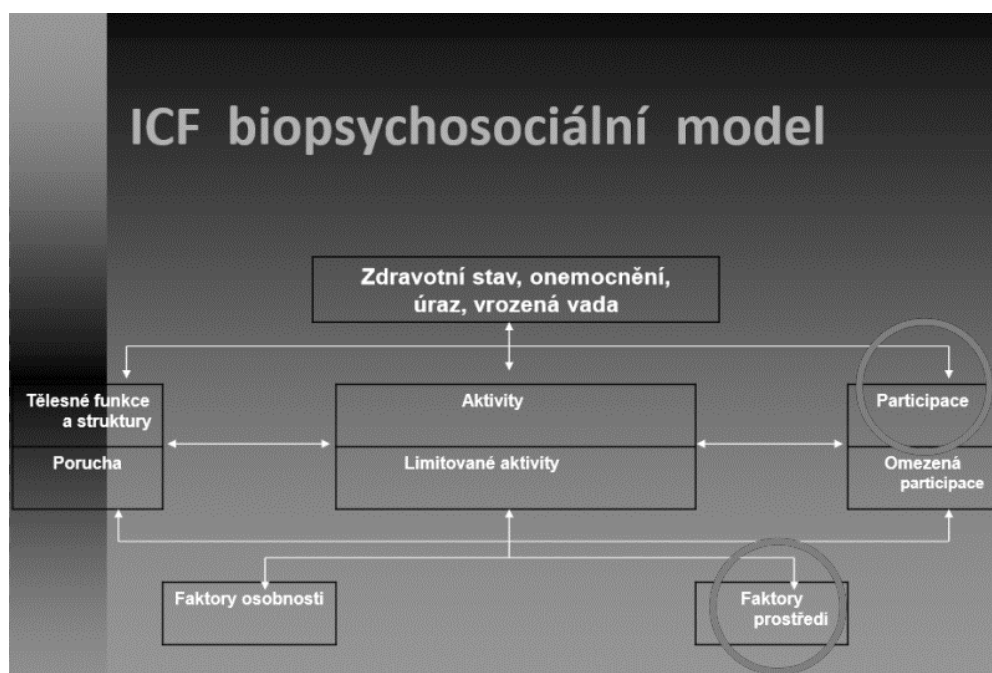 ICF biopsychosociální model
Zdravotní stav, onemocnění,
úraz, vrozená vada
Tělesné funkce
a struktury
Aktivity
Participace
Porucha
Limitované aktivity
Omezená
participace
Faktory osobnosti
Faktory
prostředi